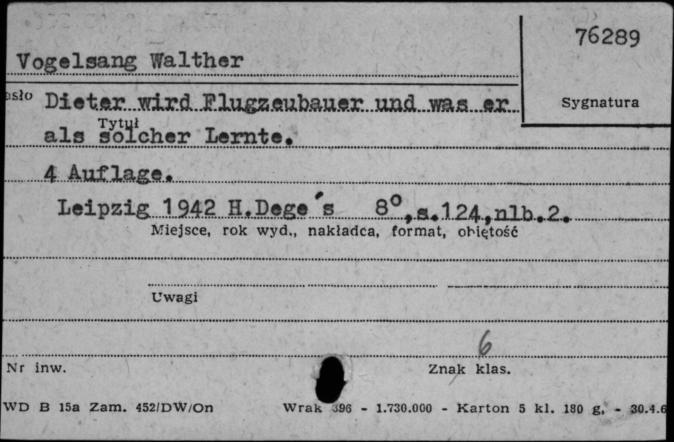 76289
Vogelsang Walther
Sygnatura
asło Dieter wird Flugzeubauer und was er
Tytuł
als solcher Lernte.
4 Auflage.
Leipzig 1942 H.Dege´s 8°,s.124,nlb.2.
Miejsce, rok wyd., nakładca, format, objętość
Uwagi
6
Nr inw.
Znak klas.
WD B 15a Zam. 452/DW/On Wrak 396 - 1.730.000 - Karton 5 kl. 180 g. - 30.4.6